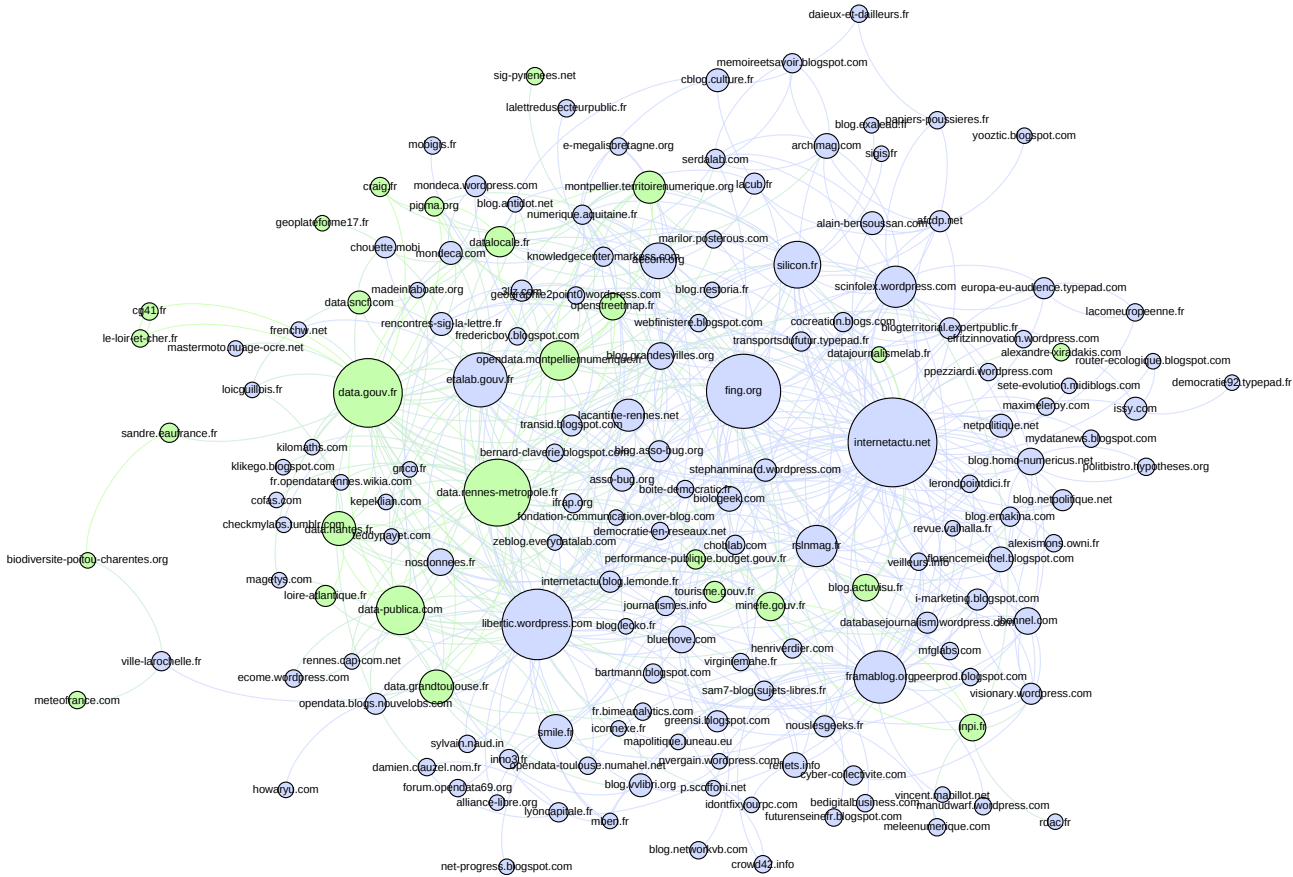 daieux-et-dailleurs.fr
memoireetsavoir.blogspot.com
sig-pyrenees.net
cblog.culture.fr
lalettredusecteurpublic.fr
blog.exalead.fr
papiers-poussieres.fr
yooztic.blogspot.com
mobigis.fr
e-megalisbretagne.org
archimag.com
serdalab.com
sigis.fr
craig.fr
mondeca.wordpress.com
montpellier.territoirenumerique.org
lacub.fr
pigma.org
blog.antidot.net
numerique.aquitaine.fr
geoplateforme17.fr
alain-bensoussan.com
afcdp.net
chouette.mobi
mondeca.com
datalocale.fr
marilor.posterous.com
knowledgecenter.markess.com
aecom.org
silicon.fr
madeinlaboate.org
3liz.com
geographie2point0.wordpress.com
blog.nestoria.fr
scinfolex.wordpress.com
europa-eu-audience.typepad.com
data.sncf.com
openstreetmap.fr
cg41.fr
lacomeuropeenne.fr
le-loir-et-cher.fr
frenchw.net
rencontres-sig-la-lettre.fr
fredericboy.blogspot.com
webfinistere.blogspot.com
cocreation.blogs.com
blogterritorial.expertpublic.fr
mastermoto.nuage-ocre.net
transportsdufutur.typepad.fr
cfritzinnovation.wordpress.com
opendata.montpelliernumerique.fr
blog.grandesvilles.org
datajournalismelab.fr
alexandre-xiradakis.com
router-ecologique.blogspot.com
loicguillois.fr
data.gouv.fr
etalab.gouv.fr
fing.org
ppezziardi.wordpress.com
sete-evolution.midiblogs.com
democratie92.typepad.fr
maximeleroy.com
issy.com
sandre.eaufrance.fr
transid.blogspot.com
lacantine-rennes.net
internetactu.net
netpolitique.net
mydatanews.blogspot.com
kilomaths.com
bernard-claverie.blogspot.com
blog.asso-bug.org
klikego.blogspot.com
grico.fr
stephanminard.wordpress.com
blog.homo-numericus.net
politbistro.hypotheses.org
fr.opendatarennes.wikia.com
asso-bug.org
lerondpointdici.fr
data.rennes-metropole.fr
boite-democratic.fr
biologeek.com
cofas.com
kepeklian.com
ifrap.org
blog.netpolitique.net
checkmylabs.tumblr.com
fondation-communication.over-blog.com
blog.emakina.com
data.nantes.fr
teddypayet.com
democratie-en-reseaux.net
revue.valhalla.fr
zeblog.everydatalab.com
choblab.com
rslnmag.fr
alexismons.owni.fr
biodiversite-poitou-charentes.org
nosdonnees.fr
performance-publique.budget.gouv.fr
veilleurs.info
florencemeichel.blogspot.com
magetys.com
internetactu.blog.lemonde.fr
loire-atlantique.fr
tourisme.gouv.fr
blog.actuvisu.fr
data-publica.com
journalismes.info
minefe.gouv.fr
i-marketing.blogspot.com
libertic.wordpress.com
blog.lecko.fr
databasejournalism.wordpress.com
jbonnel.com
bluenove.com
henriverdier.com
mfglabs.com
ville-larochelle.fr
rennes.cap-com.net
virginiemahe.fr
ecome.wordpress.com
bartmann.blogspot.com
framablog.org
peerprod.blogspot.com
data.grandtoulouse.fr
sam7-blog.sujets-libres.fr
visionary.wordpress.com
meteofrance.com
opendata.blogs.nouvelobs.com
fr.bimeanalytics.com
greensi.blogspot.com
nouslesgeeks.fr
inpi.fr
smile.fr
iconnexe.fr
sylvain.naud.in
mapolitique.luneau.eu
inno3.fr
opendata-toulouse.numahel.net
nvergain.wordpress.com
reflets.info
damien.clauzel.nom.fr
cyber-collectivite.com
howaryu.com
forum.opendata69.org
blog.vvlibri.org
p.scoffoni.net
vincent.mabillot.net
alliance-libre.org
idontfixyourpc.com
bedigitalbusiness.com
manudwarf.wordpress.com
lyoncapitale.fr
mben.fr
futurenseinefr.blogspot.com
meleenumerique.com
rdac.fr
blog.networkvb.com
crowd42.info
net-progress.blogspot.com